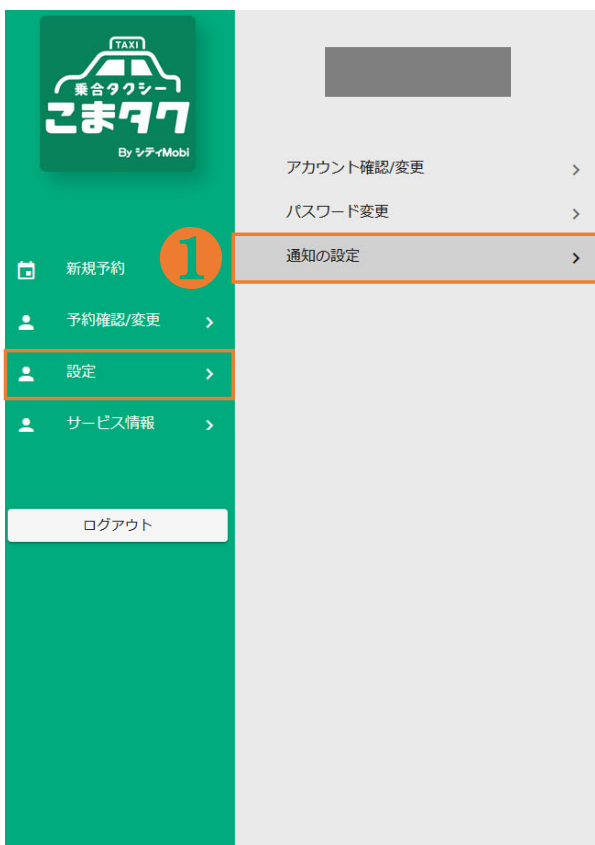 TAXI
乗合タクシー
こまタク
By シティMobi
新規予約
予約確認/変更
設定
サービス情報
ログアウト
アカウント確認/変更
パスワード変更
通知の設定
1